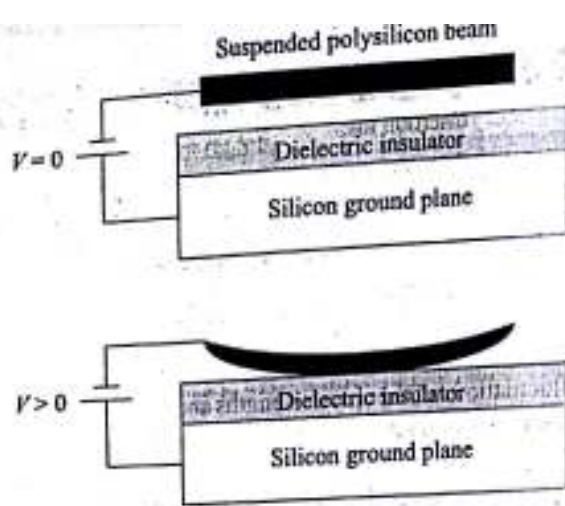 Suspended polysilicon beam
V = 0
Dielectric insulator
Silicon ground plane
V > 0
Dielectric insulator
Silicon ground plane